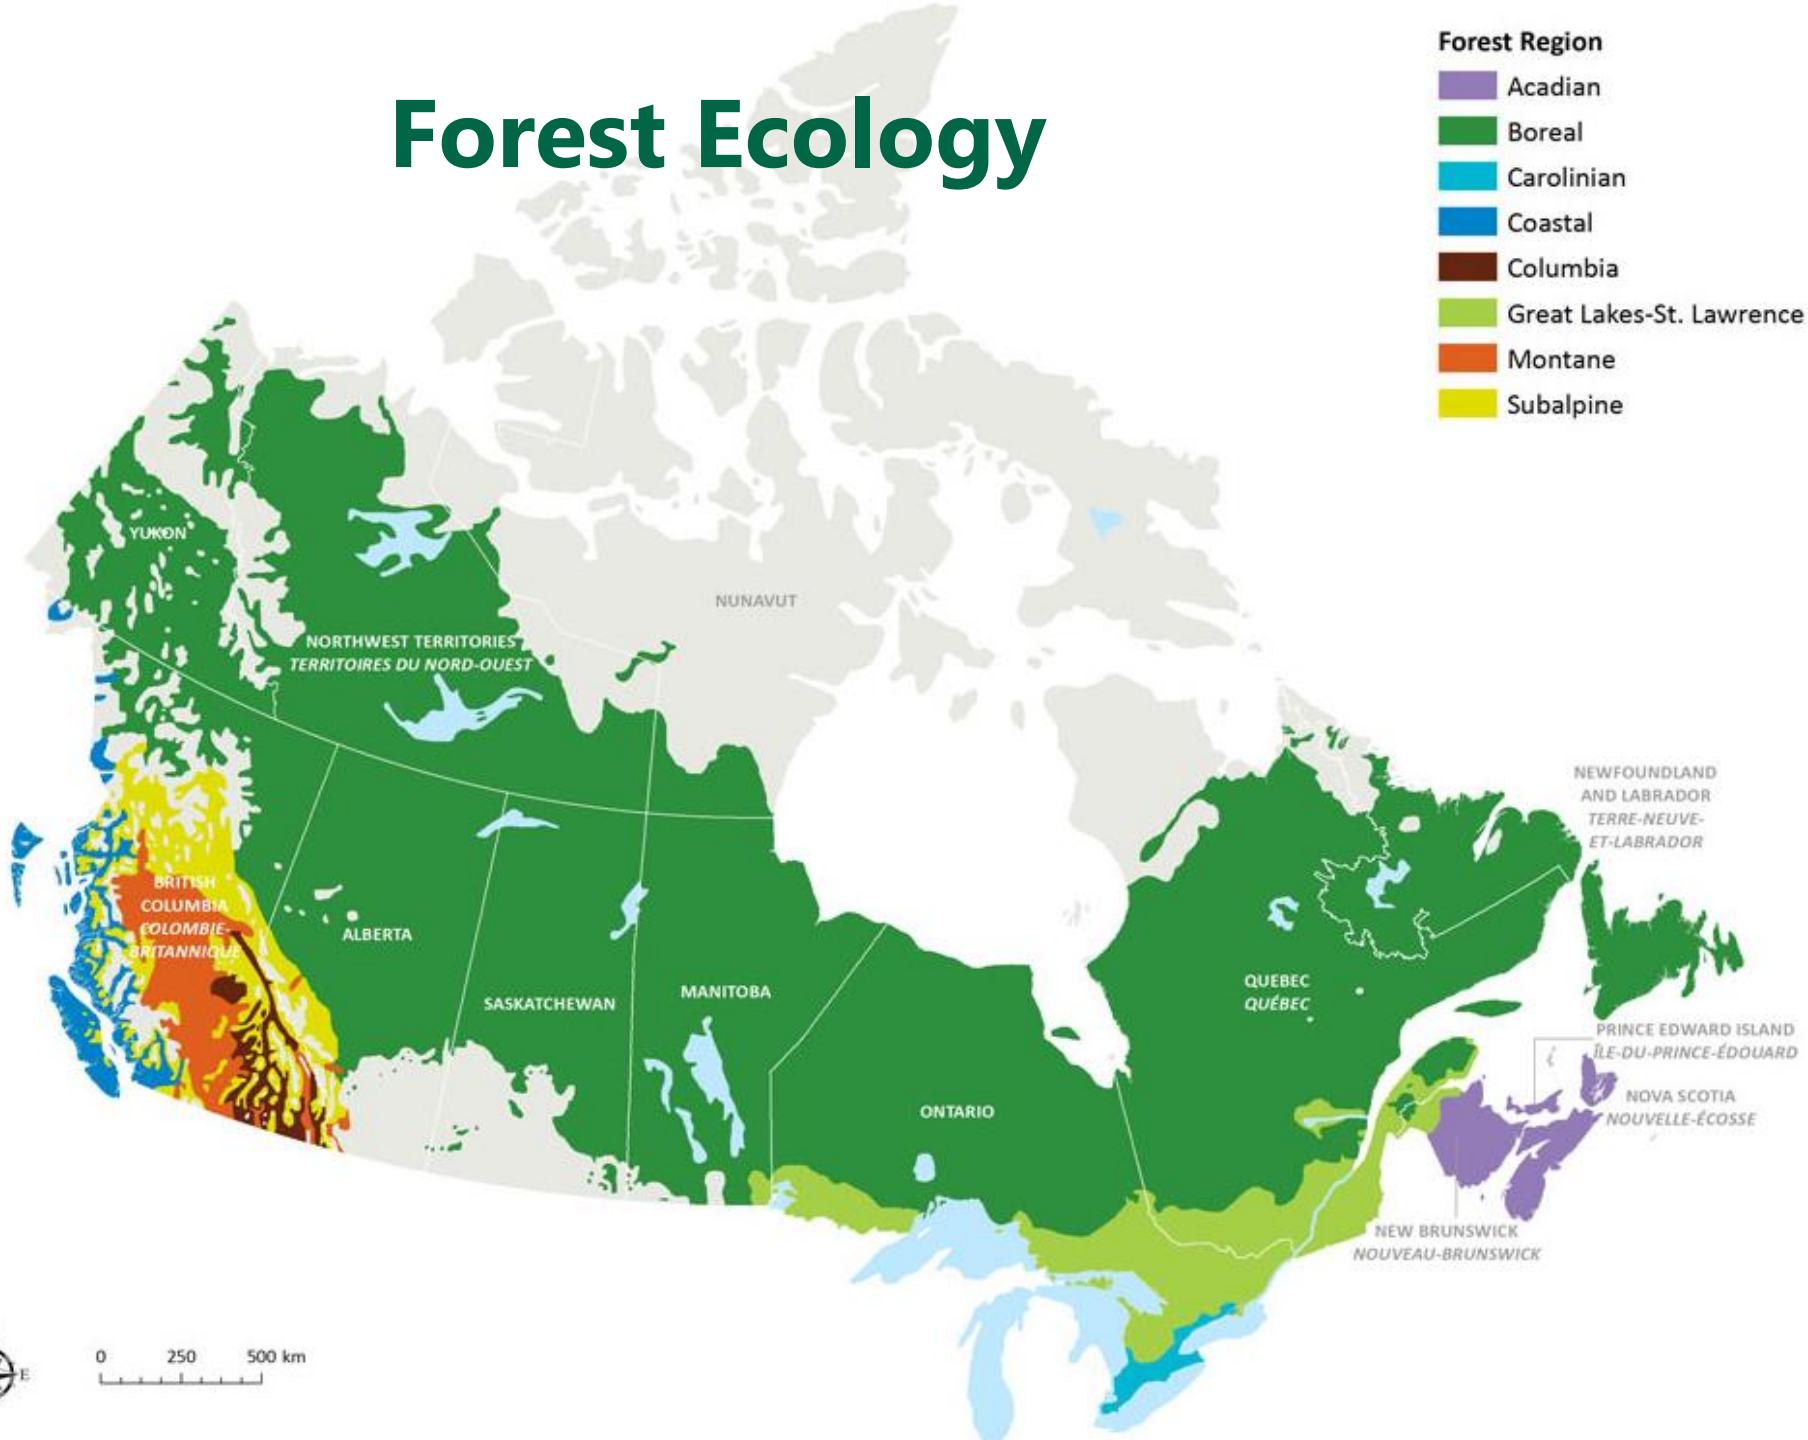 Forest Ecology
Forest Region
Acadian
Boreal
Carolinian
Coastal
Columbia
Great Lakes-St. Lawrence
Montane
Subalpine
YUKON
NUNAVUT
NORTHWEST TERRITORIES
TERRITOIRES DU NORD-OUEST
NEWFOUNDLAND
AND LABRADOR
TERRE-NEUVE-
ET-LABRADOR
BRITISH
COLUMBIA
COLOMBIE-
BRITANNIQUE
ALBERTA
SASKATCHEWAN
MANITOBA
QUEBEC
QUÉBEC
PRINCE EDWARD ISLAND
ÎLE-DU-PRINCE-ÉDOUARD
NOVA SCOTIA
NOUVELLE-ÉCOSSE
ONTARIO
NEW BRUNSWICK
NOUVEAU-BRUNSWICK
0 250 500 km
E